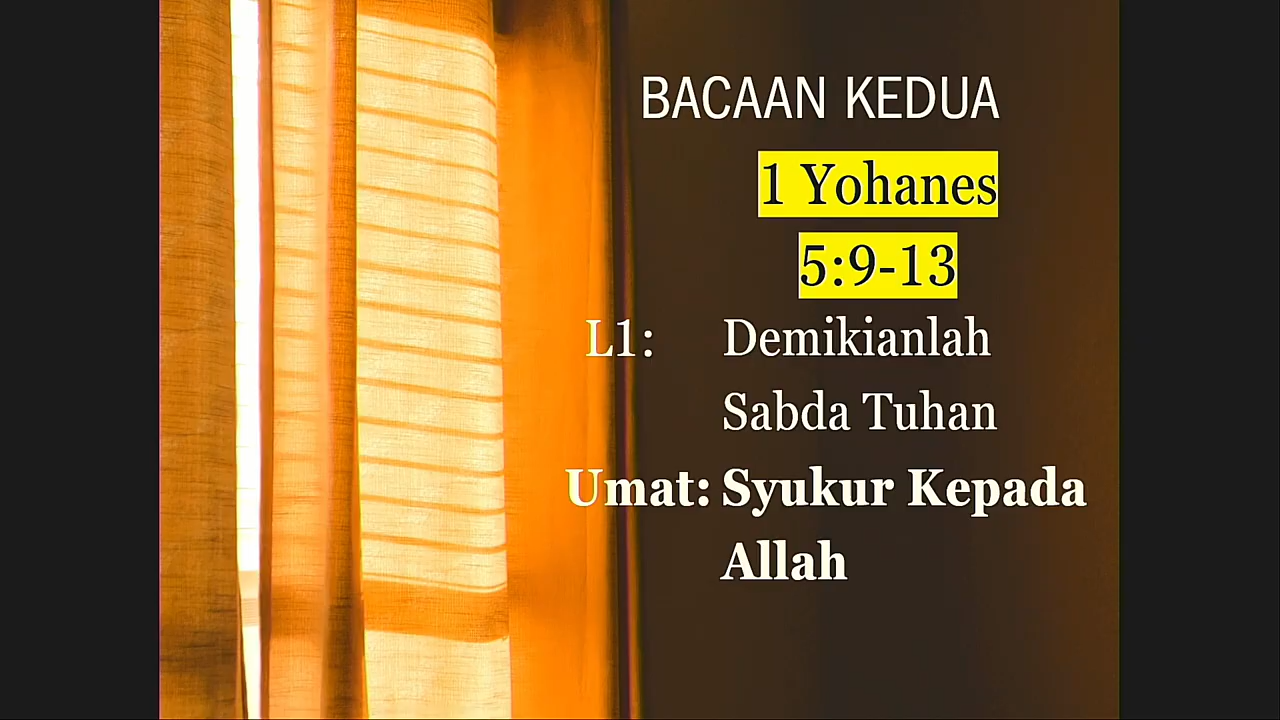 BACAAN KEDUA
1 Yohanes
5:9-13
L1: Demikianlah
Sabda Tuhan
Umat: Syukur Kepada
Allah